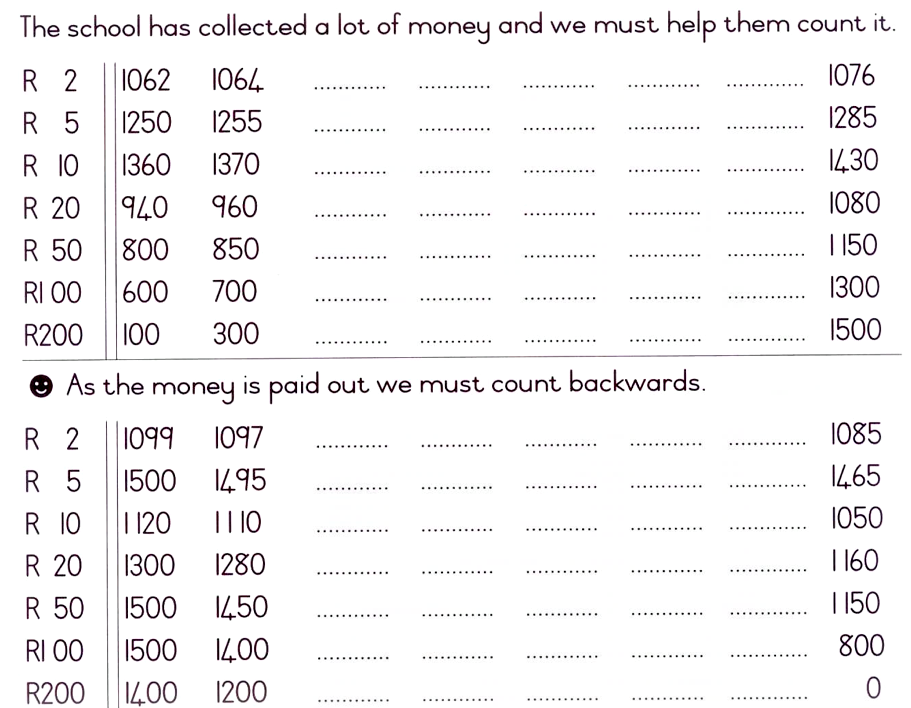 The school has collected a lot of money and we must help them count it.
R 2 1062 1064 ............ ............ ............ ............ ............ 1076
R 5 1250 1255 ............ ............ ............ ............ ............ 1285
R 10 1360 1370 ............ ............ ............ ............ ............ 1430
R 20 940 960 ............ ............ ............ ............ ............ 1080
R 50 800 850 ............ ............ ............ ............ ............ 1150
R100 600 700 ............ ............ ............ ............ ............ 1300
R200 100 300 ............ ............ ............ ............ ............ 1500
As the money is paid out we must count backwards.
R 2 1099 1097 ............ ............ ............ ............ ............ 1085
R 5 1500 1495 ............ ............ ............ ............ ............ 1465
R 10 1120 1110 ............ ............ ............ ............ ............ 1050
R 20 1300 1280 ............ ............ ............ ............ ............ 1160
R 50 1500 1450 ............ ............ ............ ............ ............ 1150
R100 1500 1400 ............ ............ ............ ............ ............ 800
R200 1400 1200 ............ ............ ............ ............ ............ 0